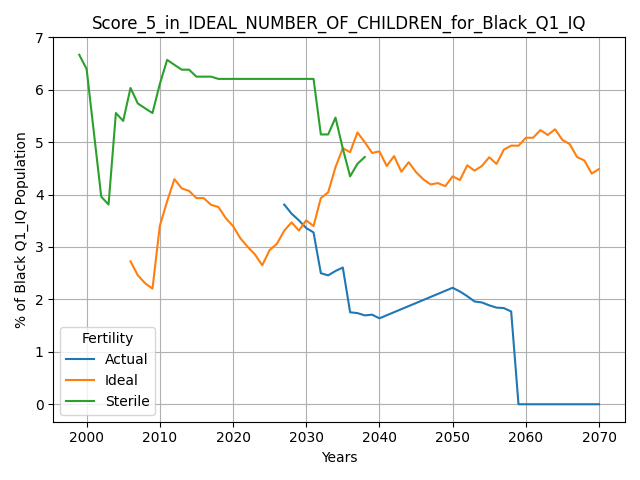 Score_5_in_IDEAL_NUMBER_OF_CHILDREN_for_Black_Q1_IQ
% of Black Q1_IQ Population
7
6
5
4
3
2
1
0
Fertility
Actual
Ideal
Sterile
2000 2010 2020 2030 2040 2050 2060 2070
Years